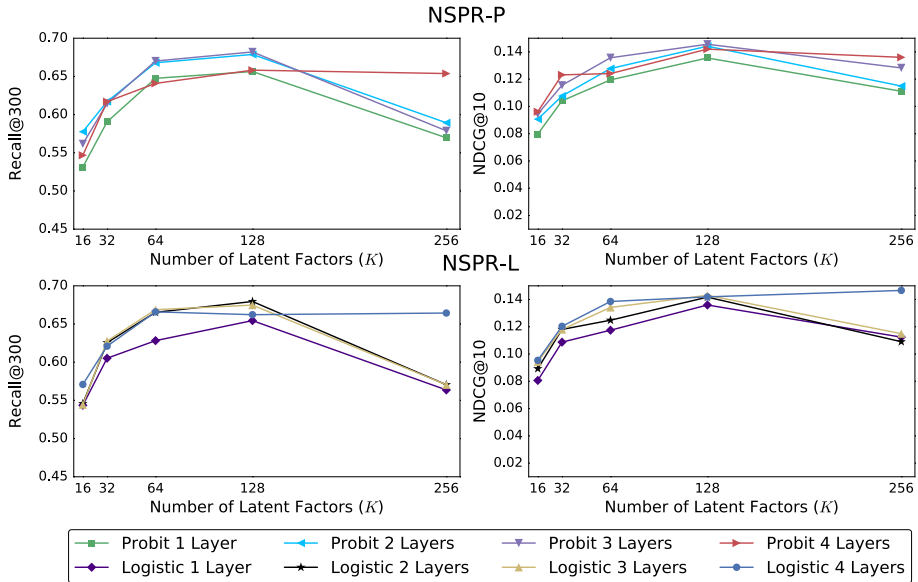 NSPR-P
0.70
0.65
0.60
0.55
0.50
0.45
Recall@300
16 32 64 128 256
Number of Latent Factors (K)
0.14
0.12
0.10
0.08
0.06
0.04
0.02
NDCG@10
16 32 64 128 256
Number of Latent Factors (K)
NSPR-L
0.70
0.65
0.60
0.55
0.50
0.45
Recall@300
16 32 64 128 256
Number of Latent Factors (K)
0.14
0.12
0.10
0.08
0.06
0.04
0.02
NDCG@10
16 32 64 128 256
Number of Latent Factors (K)
Probit 1 Layer Probit 2 Layers Probit 3 Layers Probit 4 Layers
Logistic 1 Layer Logistic 2 Layers Logistic 3 Layers Logistic 4 Layers